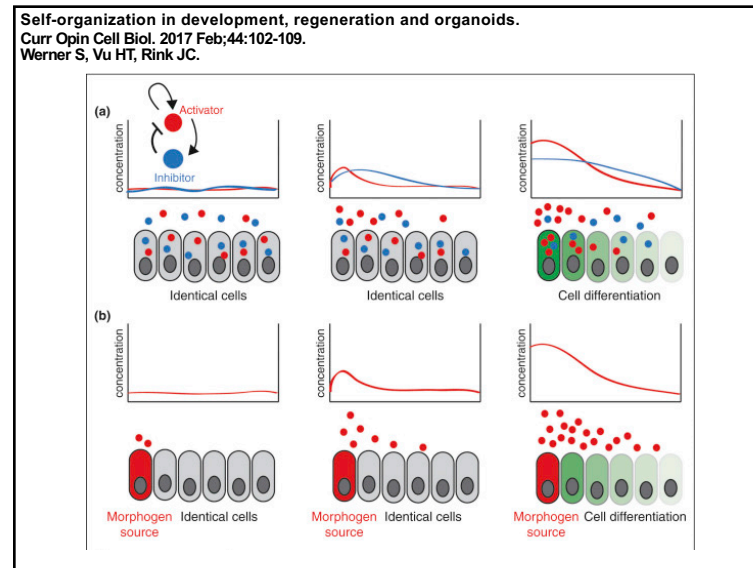 Self-organization in development, regeneration and organoids.
Curr Opin Cell Biol. 2017 Feb;44:102-109.
Werner S, Vu HT, Rink JC.
(a)
concentration
Activator
Inhibitor
concentration
concentration
Identical cells
Identical cells
Cell differentiation
(b)
concentration
concentration
concentration
Morphogen source
Identical cells
Morphogen source
Identical cells
Morphogen source
Cell differentiation